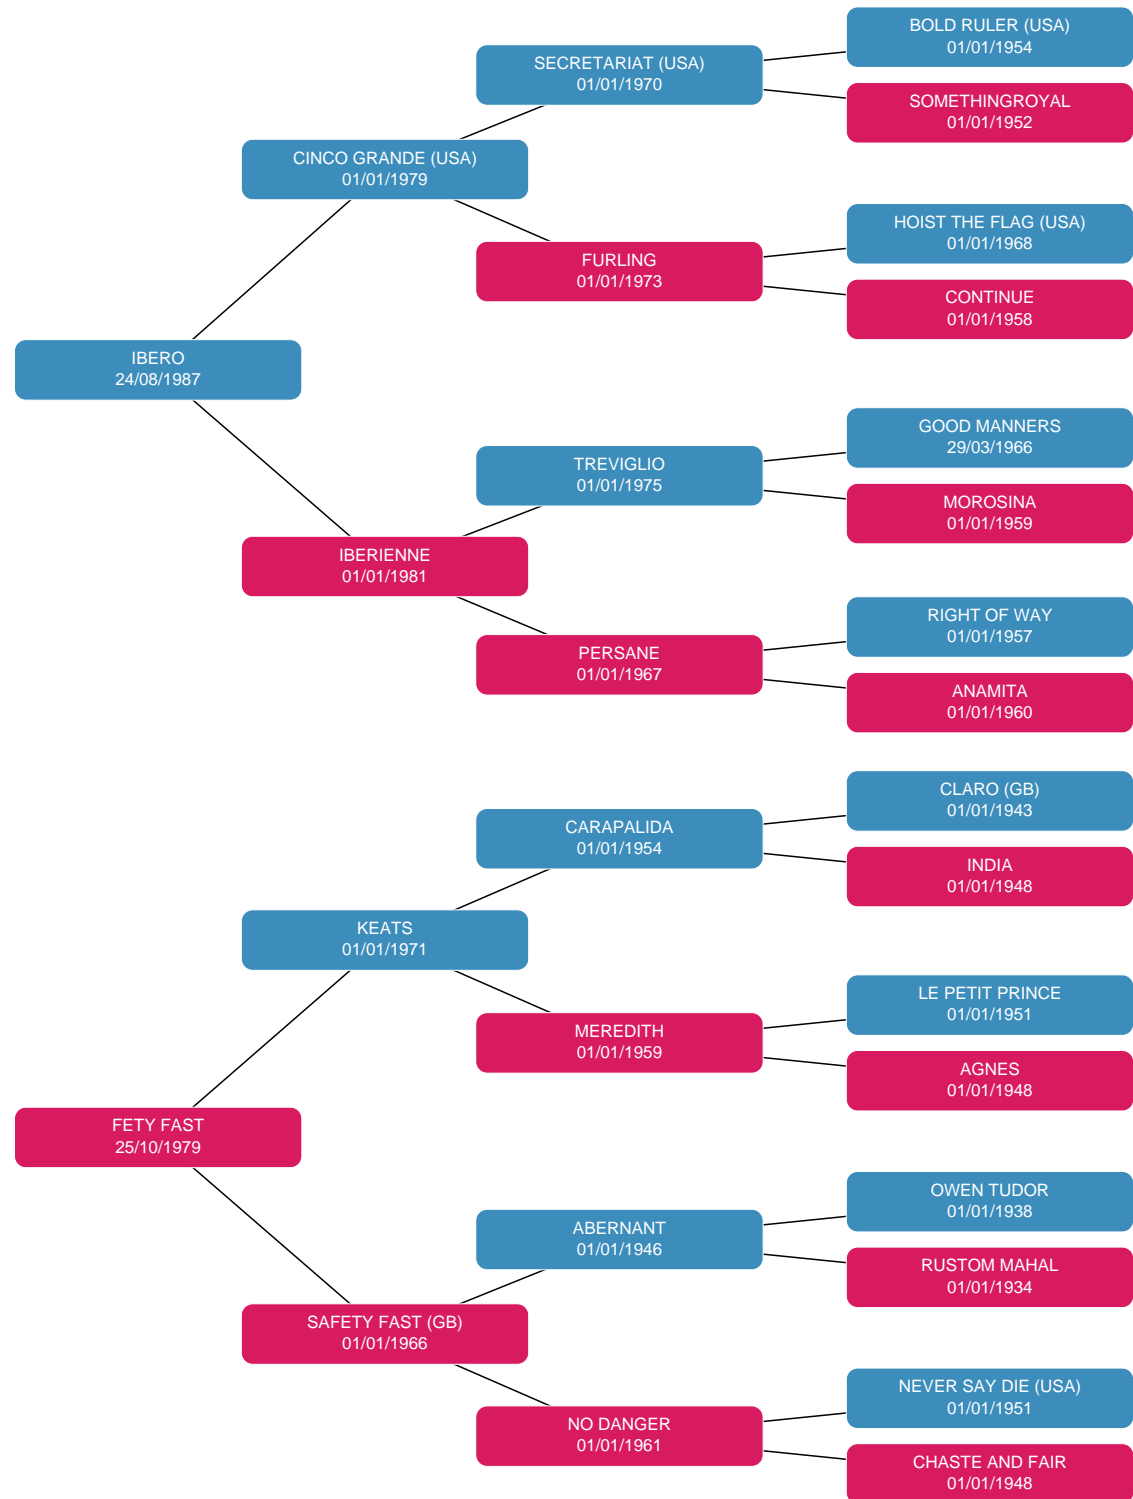 BOLD RULER (USA)
01/01/1954
SECRETARIAT (USA)
01/01/1970
SOMETHINGROYAL
01/01/1952
CINCO GRANDE (USA)
01/01/1979
HOIST THE FLAG (USA)
01/01/1968
FURLING
01/01/1973
CONTINUE
01/01/1958
IBERO
24/08/1987
GOOD MANNERS
29/03/1966
TREVIGLIO
01/01/1975
MOROSINA
01/01/1959
IBERIENNE
01/01/1981
RIGHT OF WAY
01/01/1957
PERSANE
01/01/1967
ANAMITA
01/01/1960
CLARO (GB)
01/01/1943
CARAPALIDA
01/01/1954
INDIA
01/01/1948
KEATS
01/01/1971
LE PETIT PRINCE
01/01/1951
MEREDITH
01/01/1959
AGNES
01/01/1948
FETY FAST
25/10/1979
OWEN TUDOR
01/01/1938
ABERNANT
01/01/1946
RUSTOM MAHAL
01/01/1934
SAFETY FAST (GB)
01/01/1966
NEVER SAY DIE (USA)
01/01/1951
NO DANGER
01/01/1961
CHASTE AND FAIR
01/01/1948